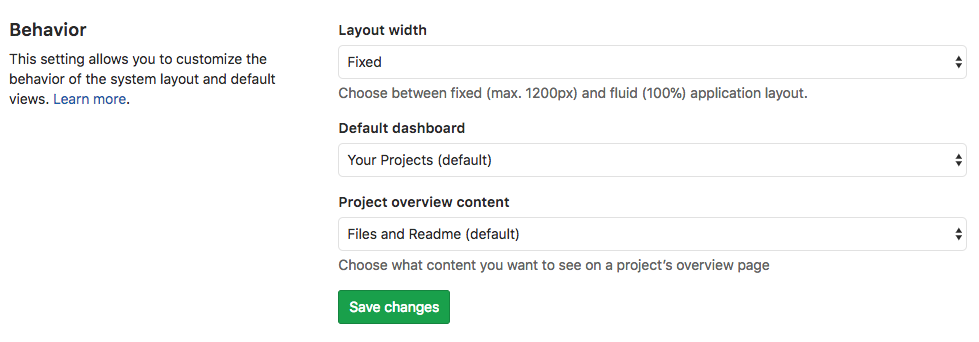 Behavior
This setting allows you to customize the
behavior of the system layout and default
views. Learn more.
Layout width
Fixed
Choose between fixed (max. 1200px) and fluid (100%) application layout.
Default dashboard
Your Projects (default)
Project overview content
Files and Readme (default)
Choose what content you want to see on a project’s overview page
Save changes